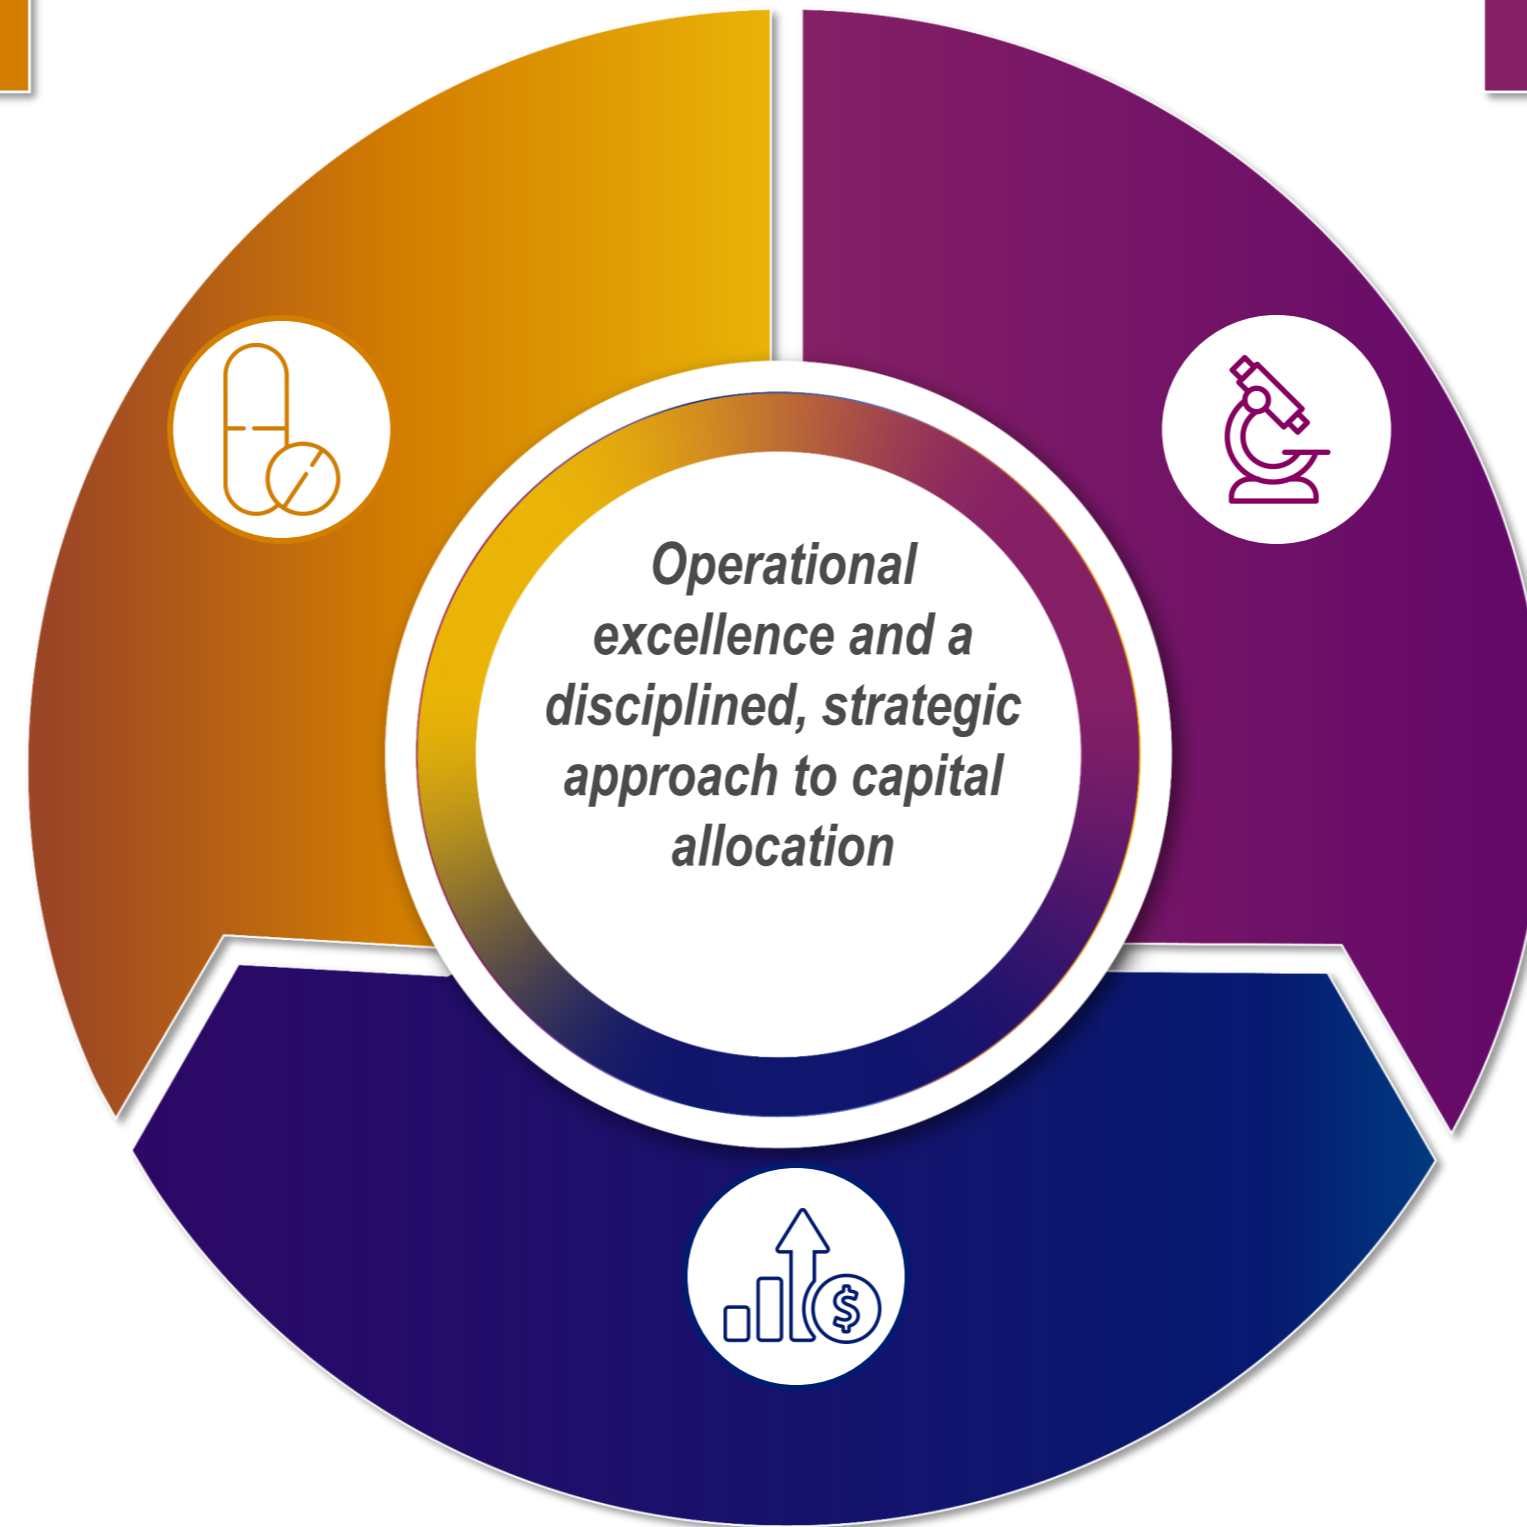 Operational
excellence and a
disciplined, strategic
approach to capital
allocation
$